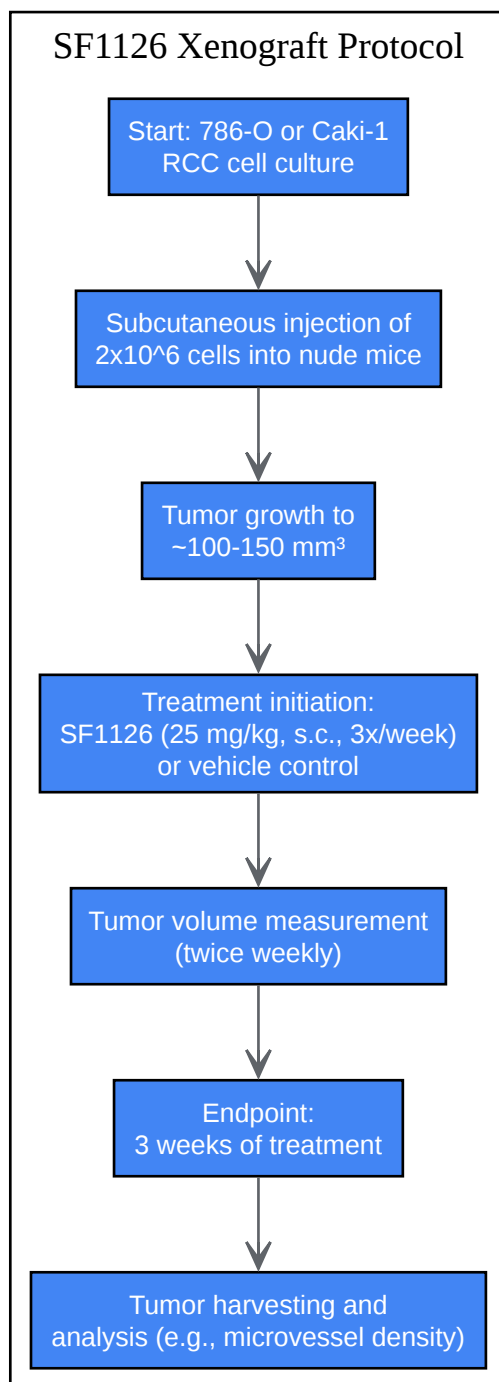 SF1126 Xenograft Protocol
Start: 786-O or Caki-1
RCC cell culture
Subcutaneous injection of
2x10^6 cells into nude mice
Tumor growth to
~100-150 mm³
Treatment initiation:
SF1126 (25 mg/kg, s.c., 3x/week)
or vehicle control
Tumor volume measurement
(twice weekly)
Endpoint:
3 weeks of treatment
Tumor harvesting and
analysis (e.g., microvessel density)